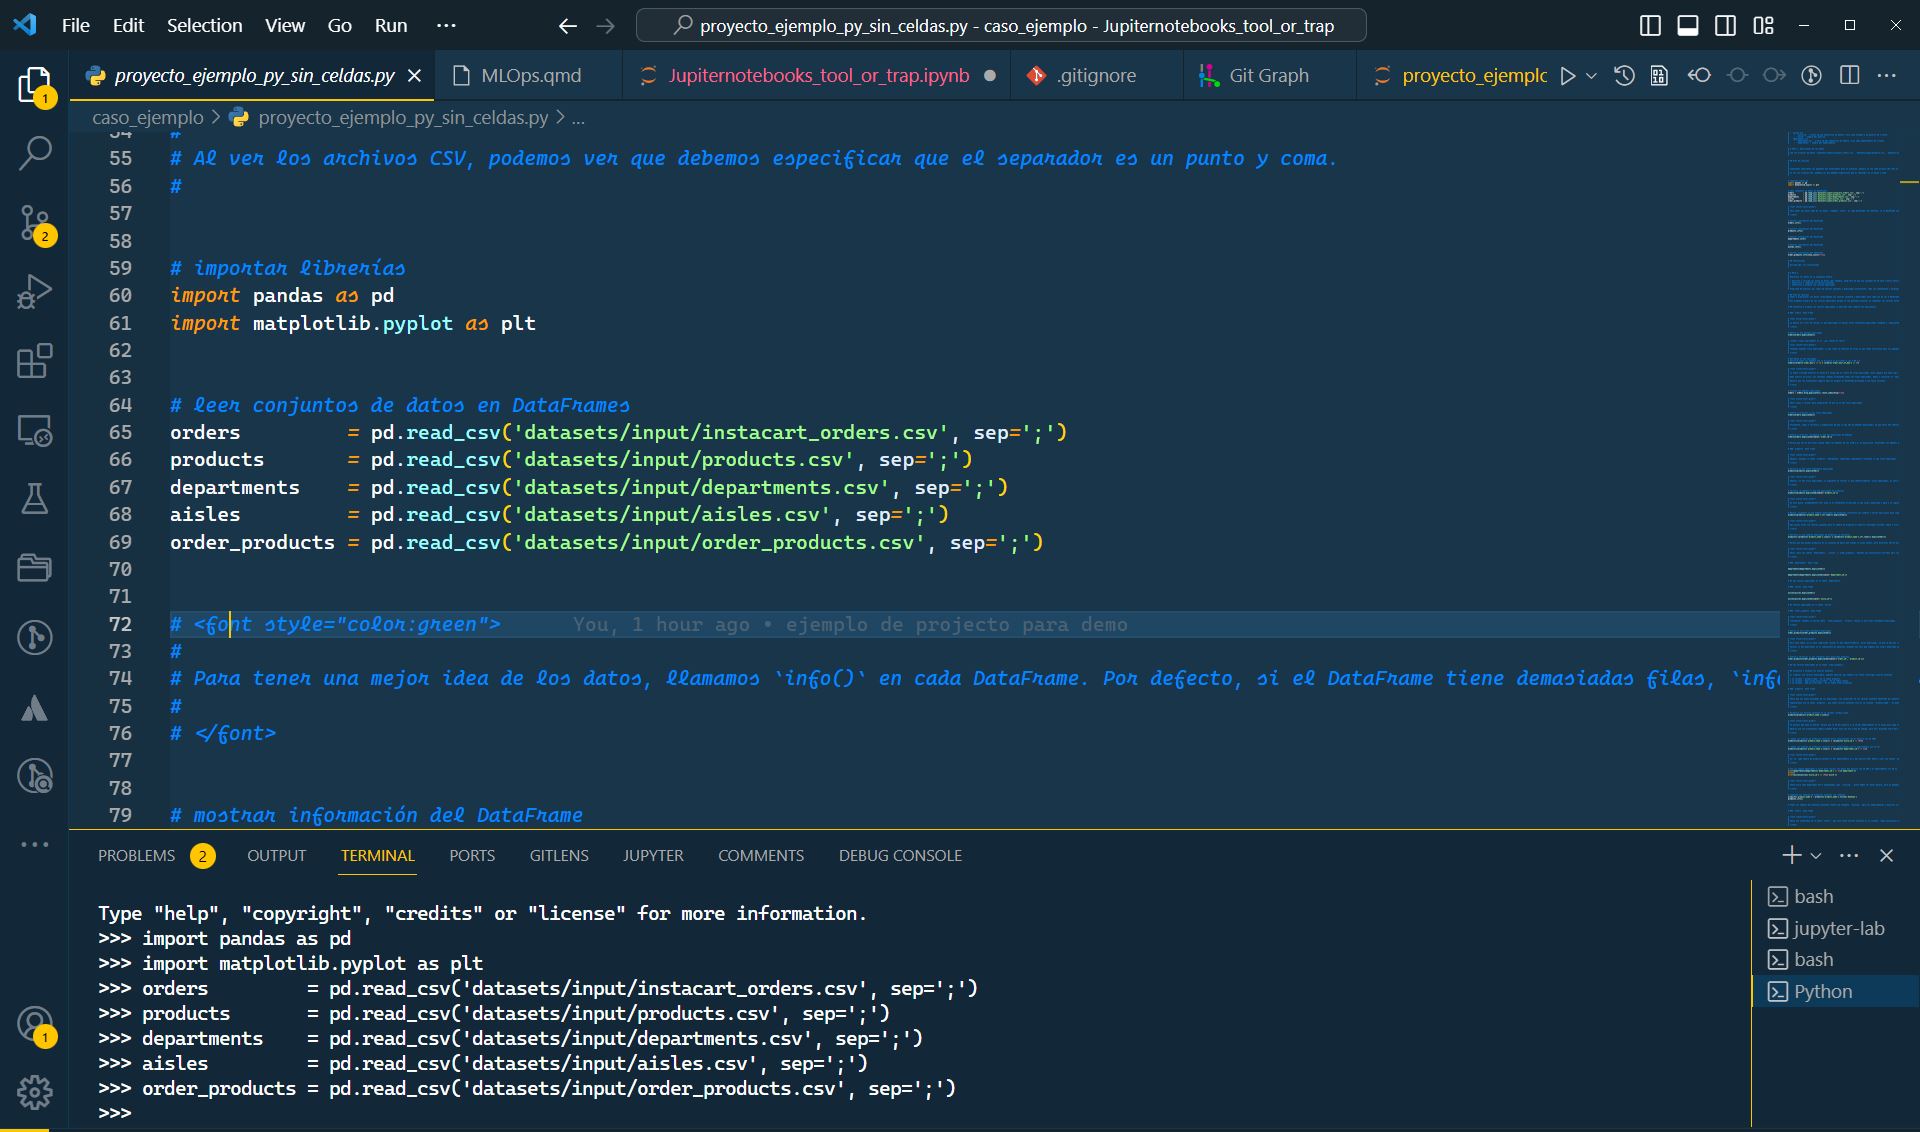 File Edit Selection View Go Run ···
proyecto_ejemplo_py_sin_celdas.py - caso_ejemplo - Jupiternotebooks_tool_or_trap
proyecto_ejemplo_py_sin_celdas.py MLOps.qmd Jupiternotebooks_tool_or_trap.ipynb .gitignore Git Graph proyecto_ejemplo
caso_ejemplo > proyecto_ejemplo_py_sin_celdas.py > ...
54 #
55 # Al ver los archivos CSV, podemos ver que debemos especificar que el separador es un punto y coma.
56 #
57
58
59 # importar librerías
60 import pandas as pd
61 import matplotlib.pyplot as plt
62
63
64 # leer conjuntos de datos en DataFrames
65 orders         = pd.read_csv('datasets/input/instacart_orders.csv', sep=';')
66 products       = pd.read_csv('datasets/input/products.csv', sep=';')
67 departments    = pd.read_csv('datasets/input/departments.csv', sep=';')
68 aisles         = pd.read_csv('datasets/input/aisles.csv', sep=';')
69 order_products = pd.read_csv('datasets/input/order_products.csv', sep=';')
70
71
72 # <font style="color:green"> You, 1 hour ago • ejemplo de projecto para demo
73 #
74 # Para tener una mejor idea de los datos, llamamos `info()` en cada DataFrame. Por defecto, si el DataFrame tiene demasiadas filas, `inf
75 #
76 # </font>
77
78
79 # mostrar información del DataFrame
1
2
1
PROBLEMS 2 OUTPUT TERMINAL PORTS GITLENS JUPYTER COMMENTS DEBUG CONSOLE
Type "help", "copyright", "credits" or "license" for more information.
>>> import pandas as pd
>>> import matplotlib.pyplot as plt
>>> orders         = pd.read_csv('datasets/input/instacart_orders.csv', sep=';')
>>> products       = pd.read_csv('datasets/input/products.csv', sep=';')
>>> departments    = pd.read_csv('datasets/input/departments.csv', sep=';')
>>> aisles         = pd.read_csv('datasets/input/aisles.csv', sep=';')
>>> order_products = pd.read_csv('datasets/input/order_products.csv', sep=';')
>>>
bash
jupyter-lab
bash
Python